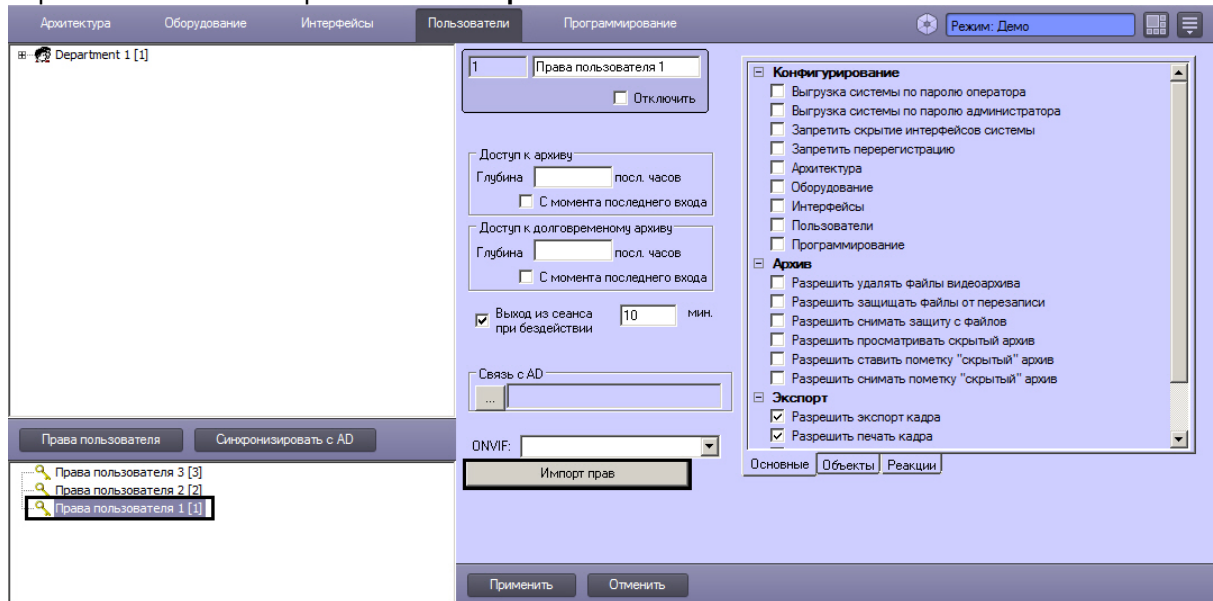 Архитектура Оборудование Интерфейсы Пользователи Программирование Режим: Демо
Department 1 [1]
Права пользователя Синхронизировать с AD
Права пользователя 3 [3]
Права пользователя 2 [2]
Права пользователя 1 [1]
1 Права пользователя 1
Отключить
Доступ к архиву
Глубина посл. часов
С момента последнего входа
Доступ к долговременому архиву
Глубина посл. часов
С момента последнего входа
Выход из сеанса 10 мин.
при бездействии
Связь с AD
...
ONVIF:
Импорт прав
Конфигурирование
Выгрузка системы по паролю оператора
Выгрузка системы по паролю администратора
Запретить скрытие интерфейсов системы
Запретить перерегистрацию
Архитектура
Оборудование
Интерфейсы
Пользователи
Программирование
Архив
Разрешить удалять файлы видеоархива
Разрешить защищать файлы от перезаписи
Разрешить снимать защиту с файлов
Разрешить просматривать скрытый архив
Разрешить ставить пометку "скрытый" архив
Разрешить снимать пометку "скрытый" архив
Экспорт
Разрешить экспорт кадра
Разрешить печать кадра
Основные Объекты Реакции
Применить Отменить